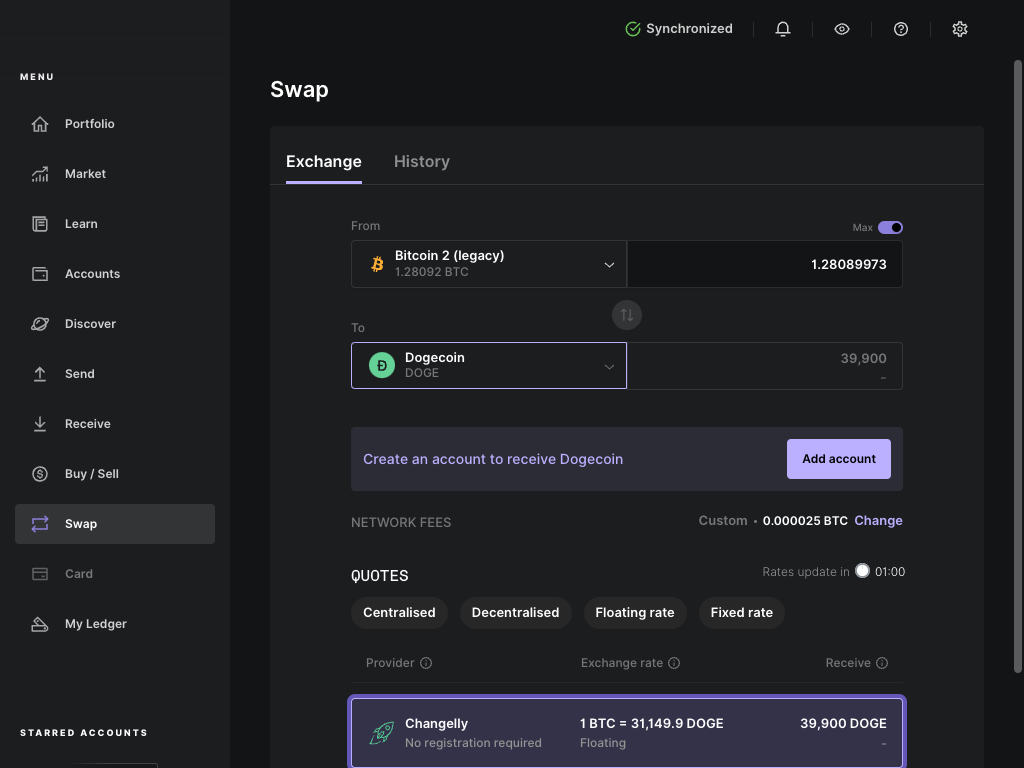 Synchronized
MENU
Portfolio
Market
Learn
Accounts
Discover
Send
Receive
Buy / Sell
Swap
Card
My Ledger
STARRED ACCOUNTS
Swap
Exchange
History
From
Max
Bitcoin 2 (legacy)
1.28092 BTC
1.28089973
To
Dogecoin
DOGE
39,900
-
Create an account to receive Dogecoin
Add account
NETWORK FEES
Custom • 0.000025 BTC Change
QUOTES
Rates update in 01:00
Centralised
Decentralised
Floating rate
Fixed rate
Provider
Exchange rate
Receive
Changelly
1 BTC = 31,149.9 DOGE
39,900 DOGE
No registration required
Floating
-